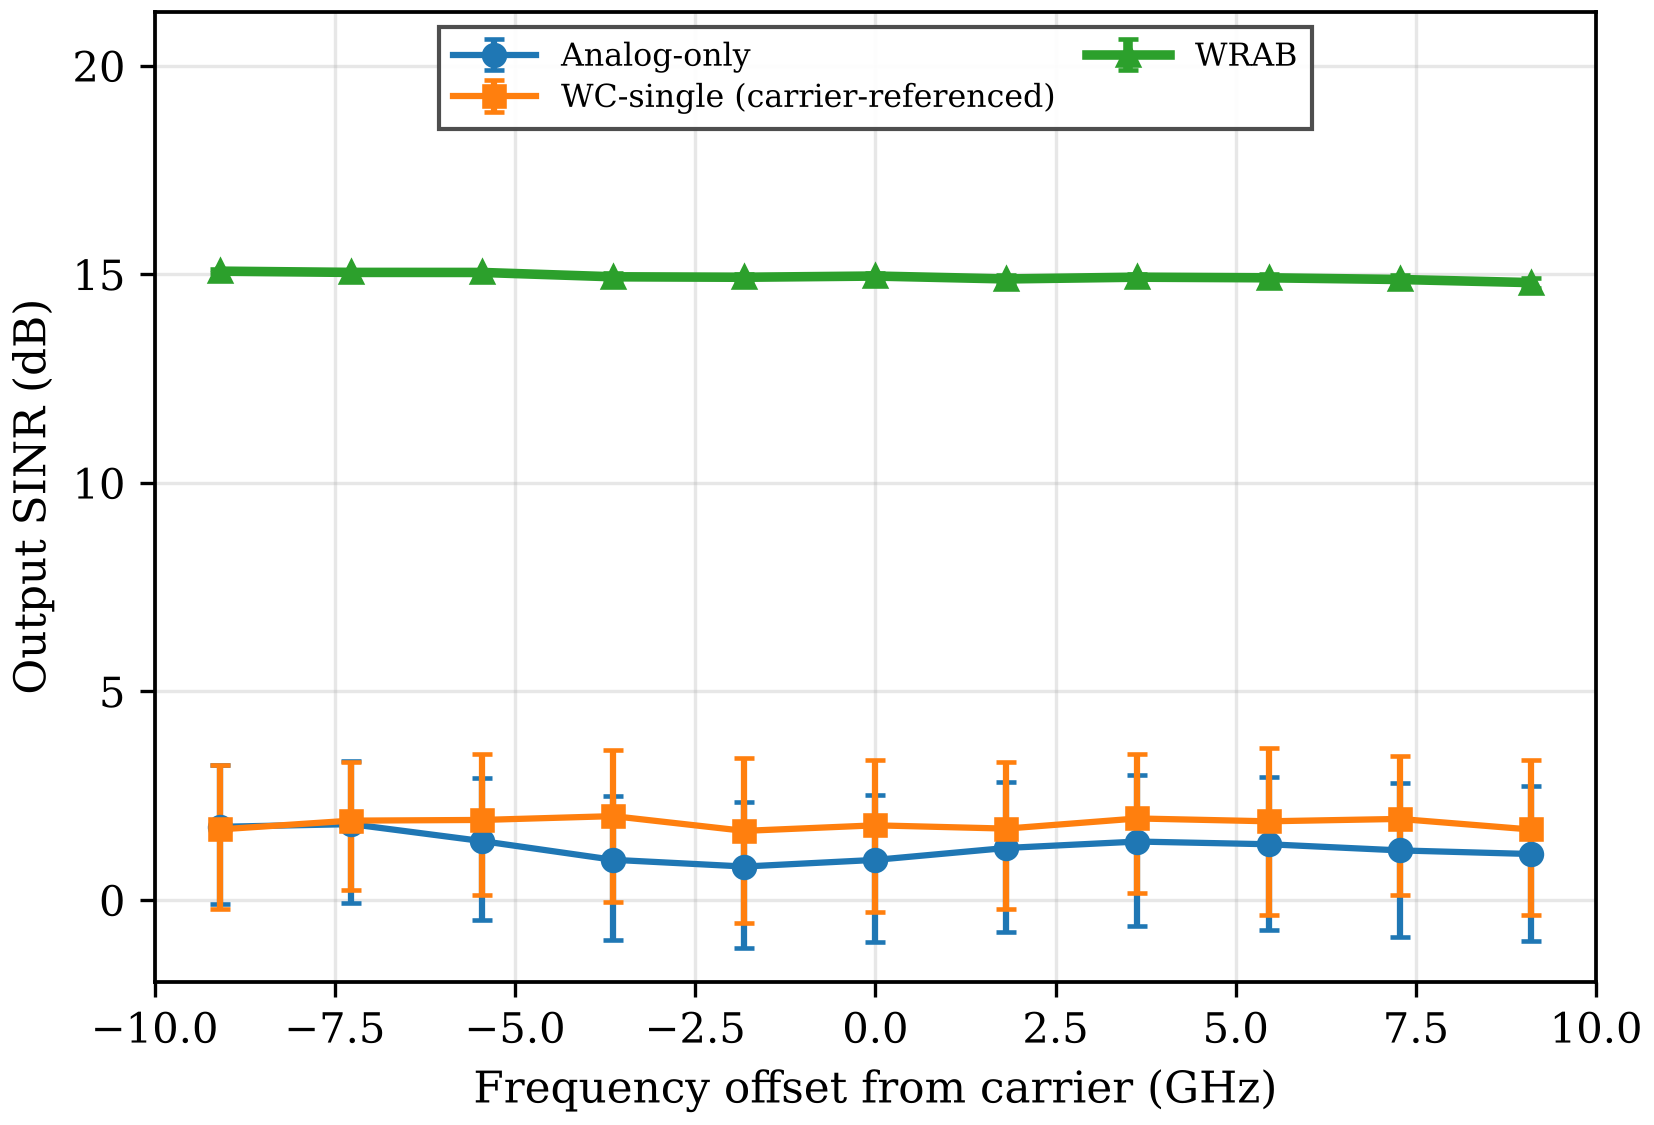 Analog-only
WC-single (carrier-referenced)
WRAB
20
15
10
5
0
Output SINR (dB)
−10.0 −7.5 −5.0 −2.5 0.0 2.5 5.0 7.5 10.0
Frequency offset from carrier (GHz)